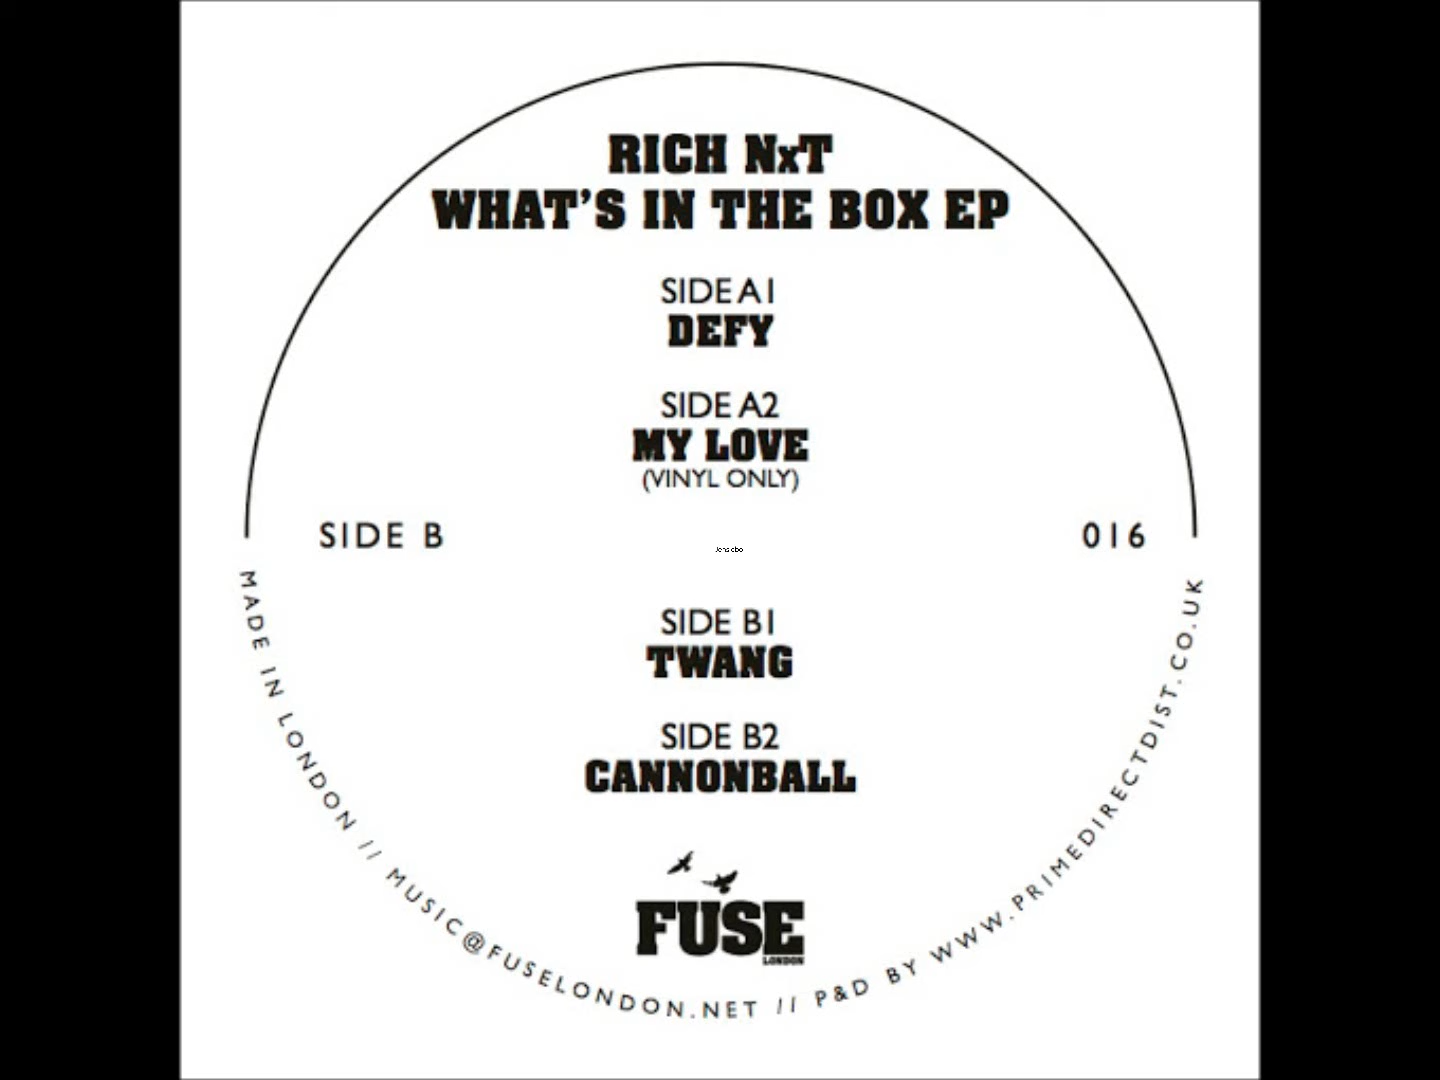 RICH NxT
WHAT'S IN THE BOX EP
SIDE A1
DEFY
SIDE A2
MY LOVE
(VINYL ONLY)
SIDE B
016
SIDE B1
TWANG
SIDE B2
CANNONBALL
FUSE
LONDON
MADE IN LONDON // MUSIC@FUSELONDON.NET // P&D BY WWW.PRIMEDIRECTDIST.CO.UK